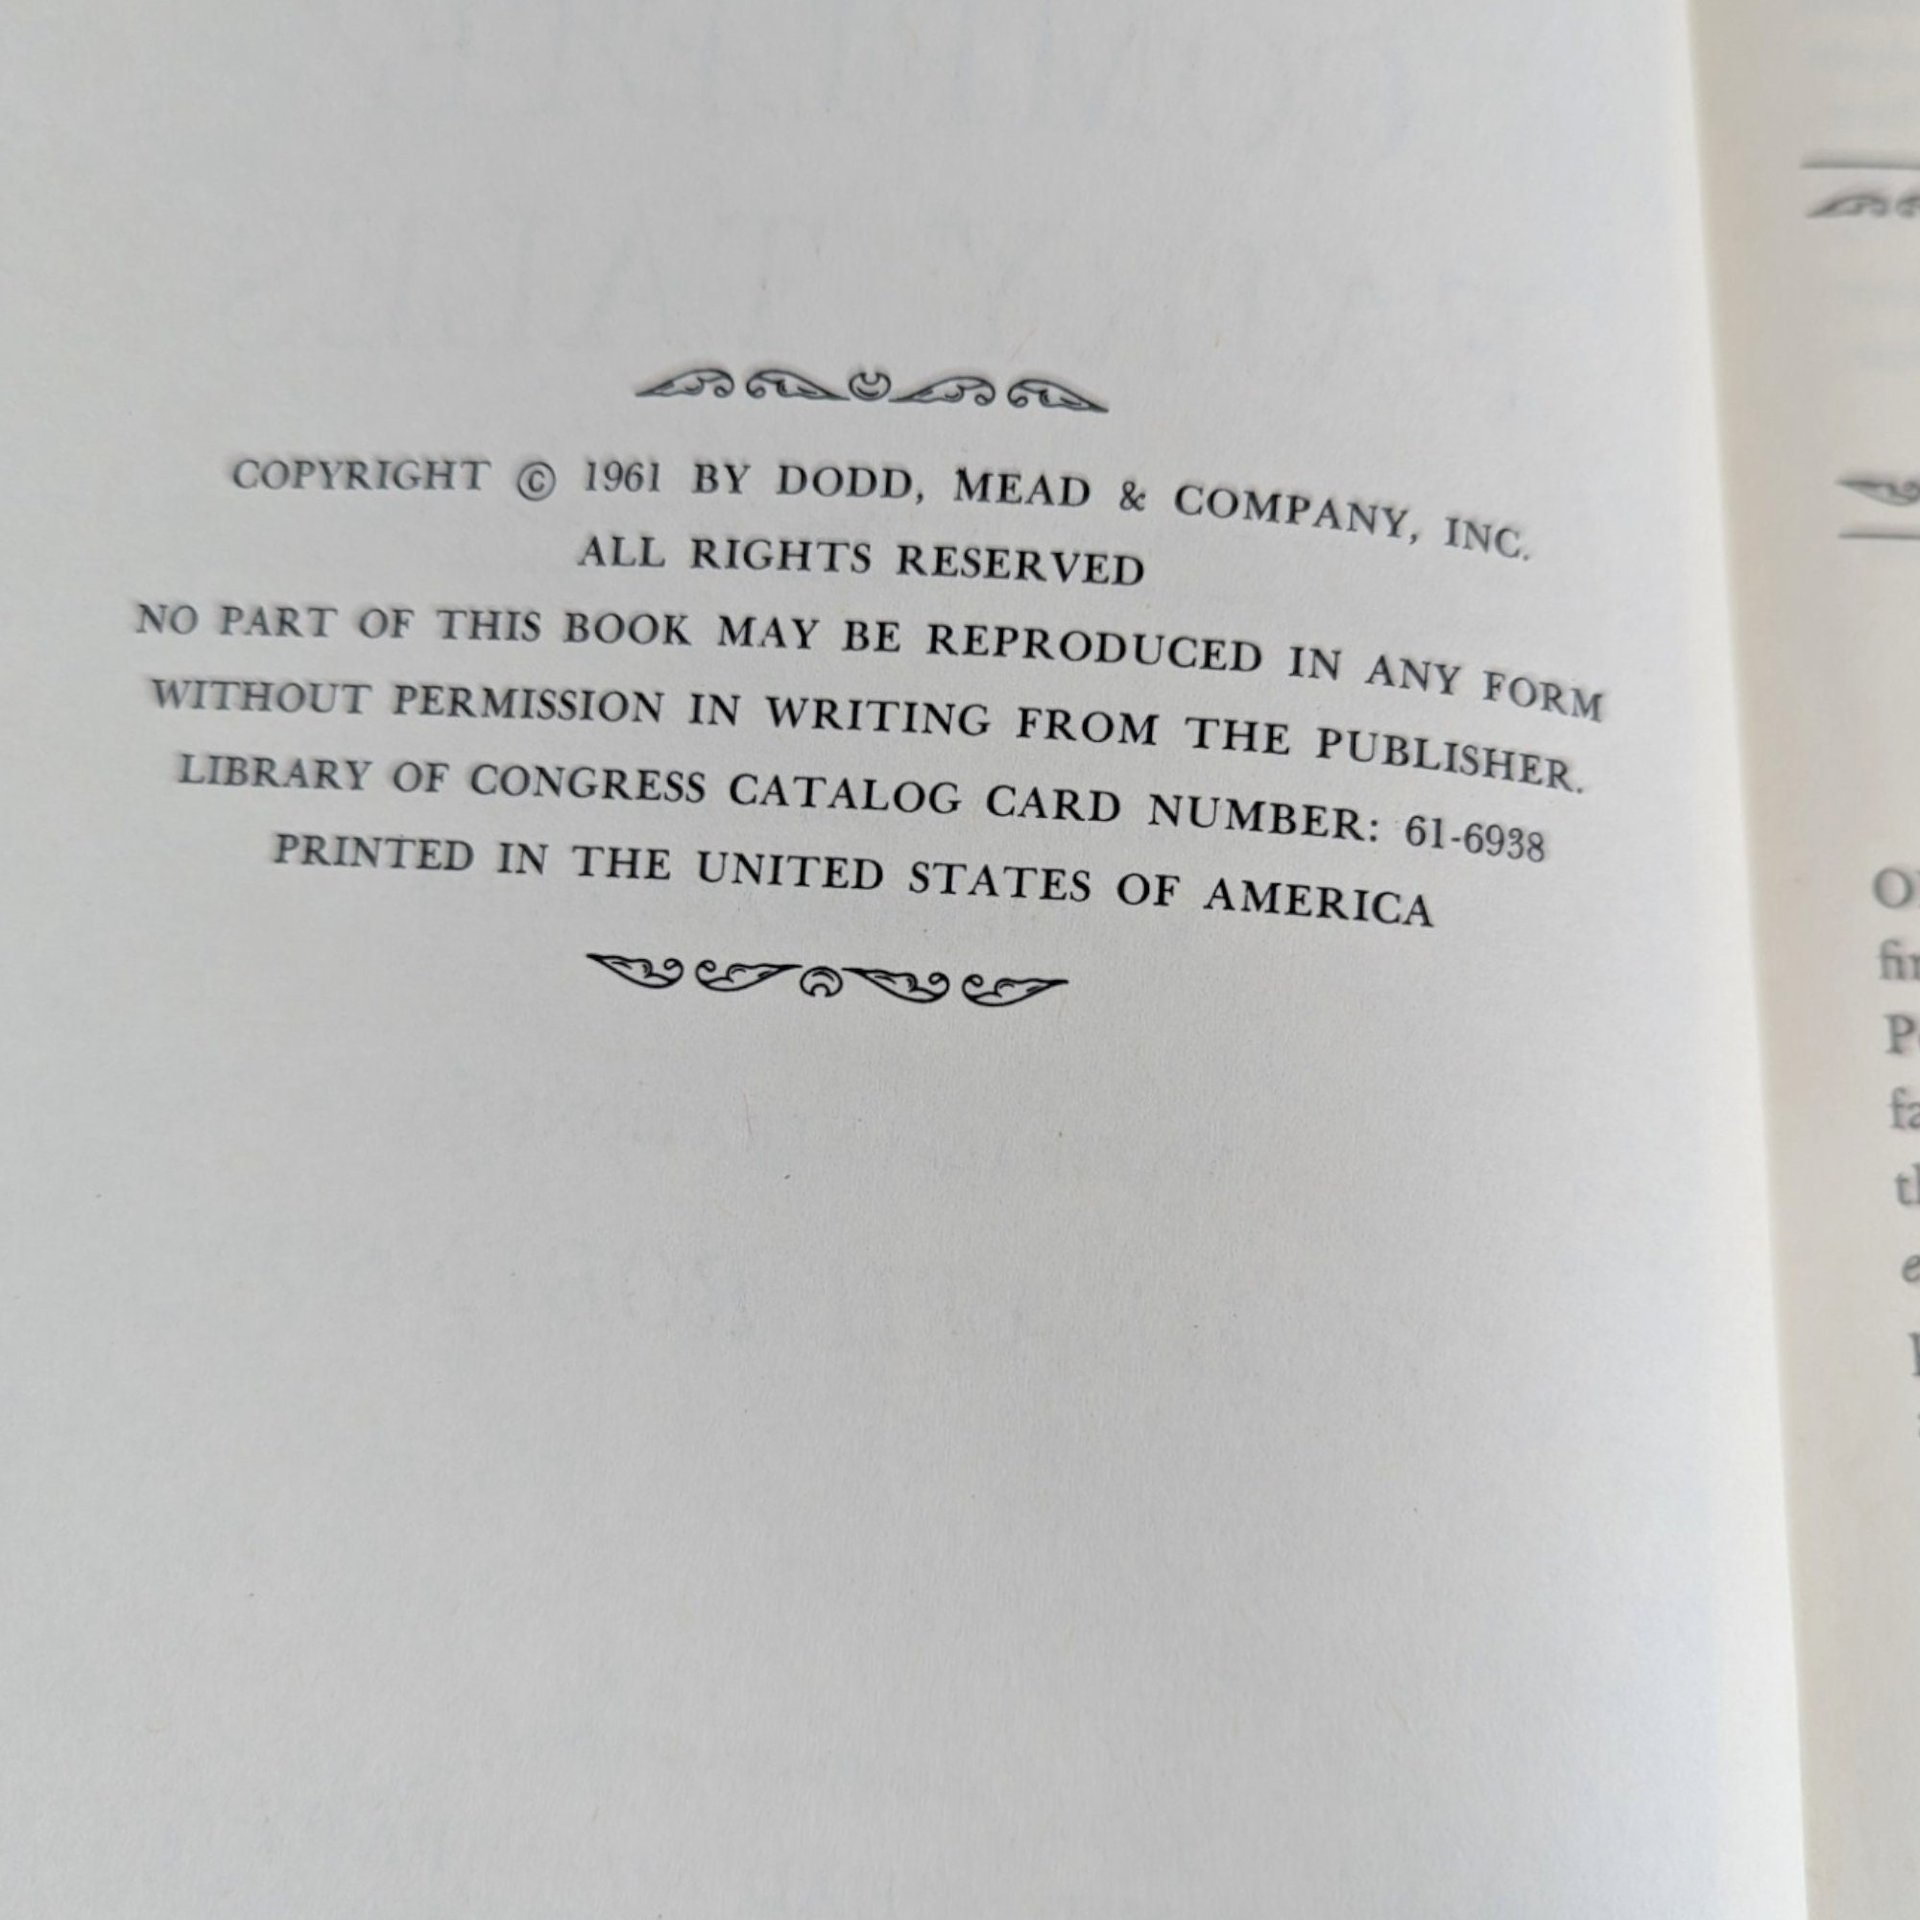 COPYRIGHT © 1961 BY DODD, MEAD & COMPANY, INC.
ALL RIGHTS RESERVED
NO PART OF THIS BOOK MAY BE REPRODUCED IN ANY FORM
WITHOUT PERMISSION IN WRITING FROM THE PUBLISHER.
LIBRARY OF CONGRESS CATALOG CARD NUMBER: 61-6938
PRINTED IN THE UNITED STATES OF AMERICA